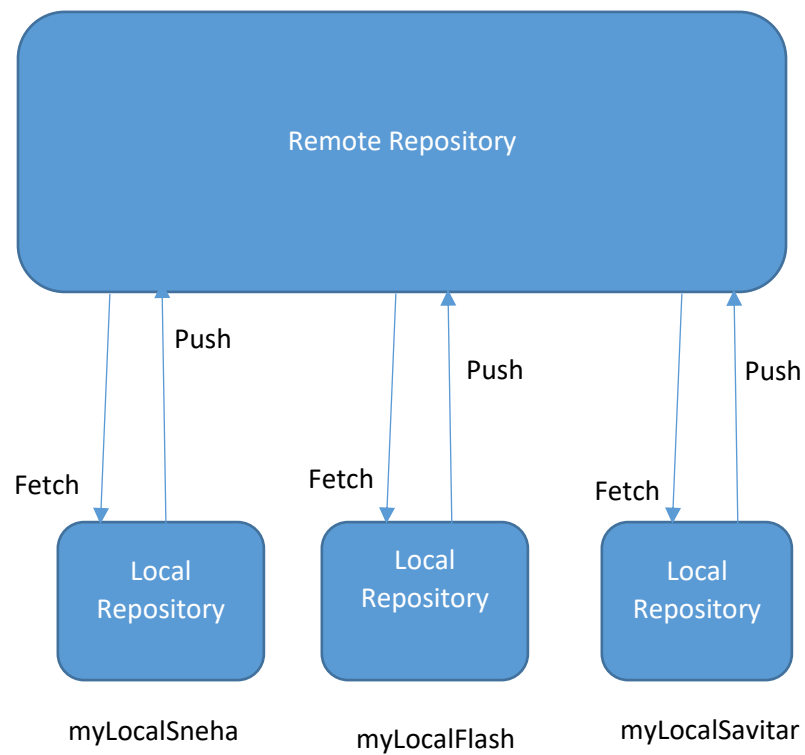 Remote Repository
Push
Push
Push
Fetch
Fetch
Fetch
Local
Repository
Local
Repository
Local
Repository
myLocalSneha
myLocalFlash
myLocalSavitar